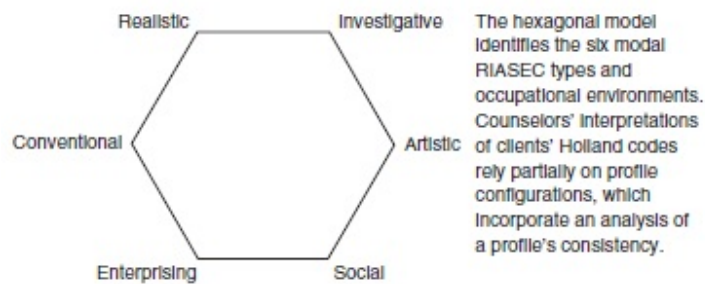 Realistic
Investigative
Conventional
Artistic
Enterprising
Social
The hexagonal model
identifies the six modal
RIASEC types and
occupational environments.
Counselors' interpretations
of clients' Holland codes
rely partially on profile
configurations, which
incorporate an analysis of
a profile's consistency.